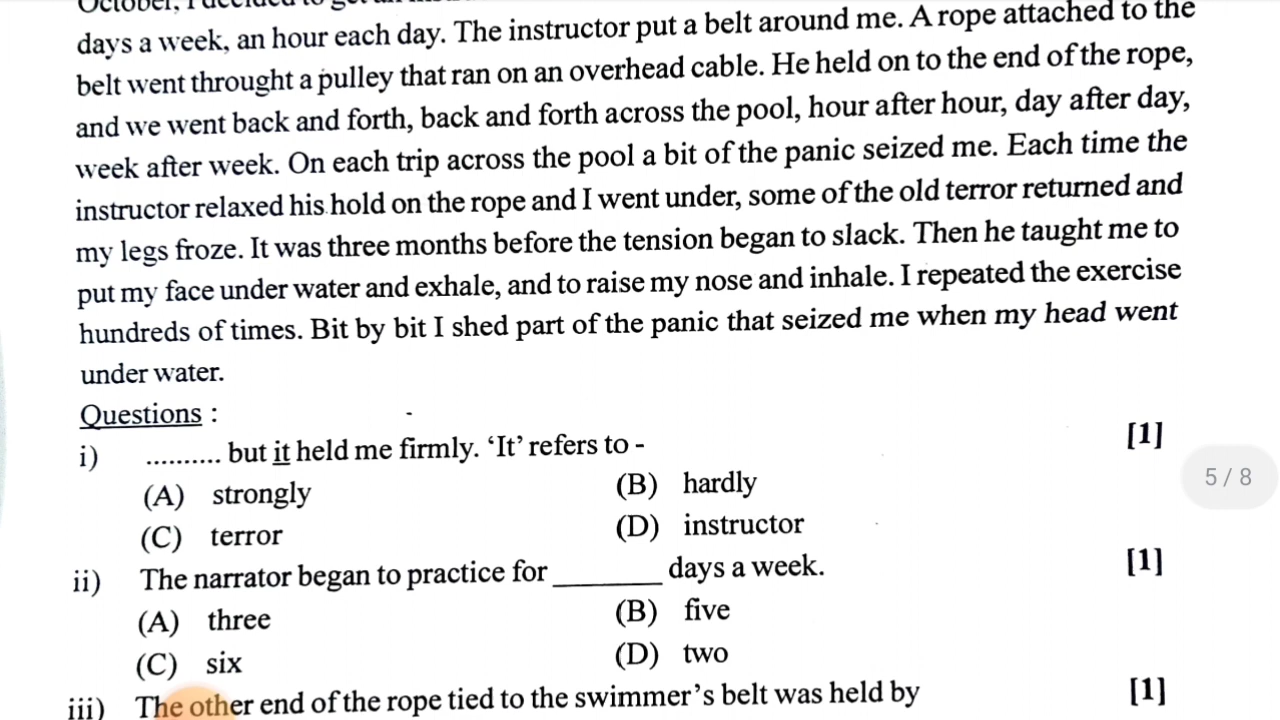 October, I decided to get an
days a week, an hour each day. The instructor put a belt around me. A rope attached to the
belt went throught a pulley that ran on an overhead cable. He held on to the end of the rope,
and we went back and forth, back and forth across the pool, hour after hour, day after day,
week after week. On each trip across the pool a bit of the panic seized me. Each time the
instructor relaxed his hold on the rope and I went under, some of the old terror returned and
my legs froze. It was three months before the tension began to slack. Then he taught me to
put my face under water and exhale, and to raise my nose and inhale. I repeated the exercise
hundreds of times. Bit by bit I shed part of the panic that seized me when my head went
under water.
Questions :
i) .......... but it held me firmly. ‘It’ refers to - [1]
(A) strongly (B) hardly
(C) terror (D) instructor
5 / 8
ii) The narrator began to practice for ________ days a week. [1]
(A) three (B) five
(C) six (D) two
iii) The other end of the rope tied to the swimmer’s belt was held by [1]